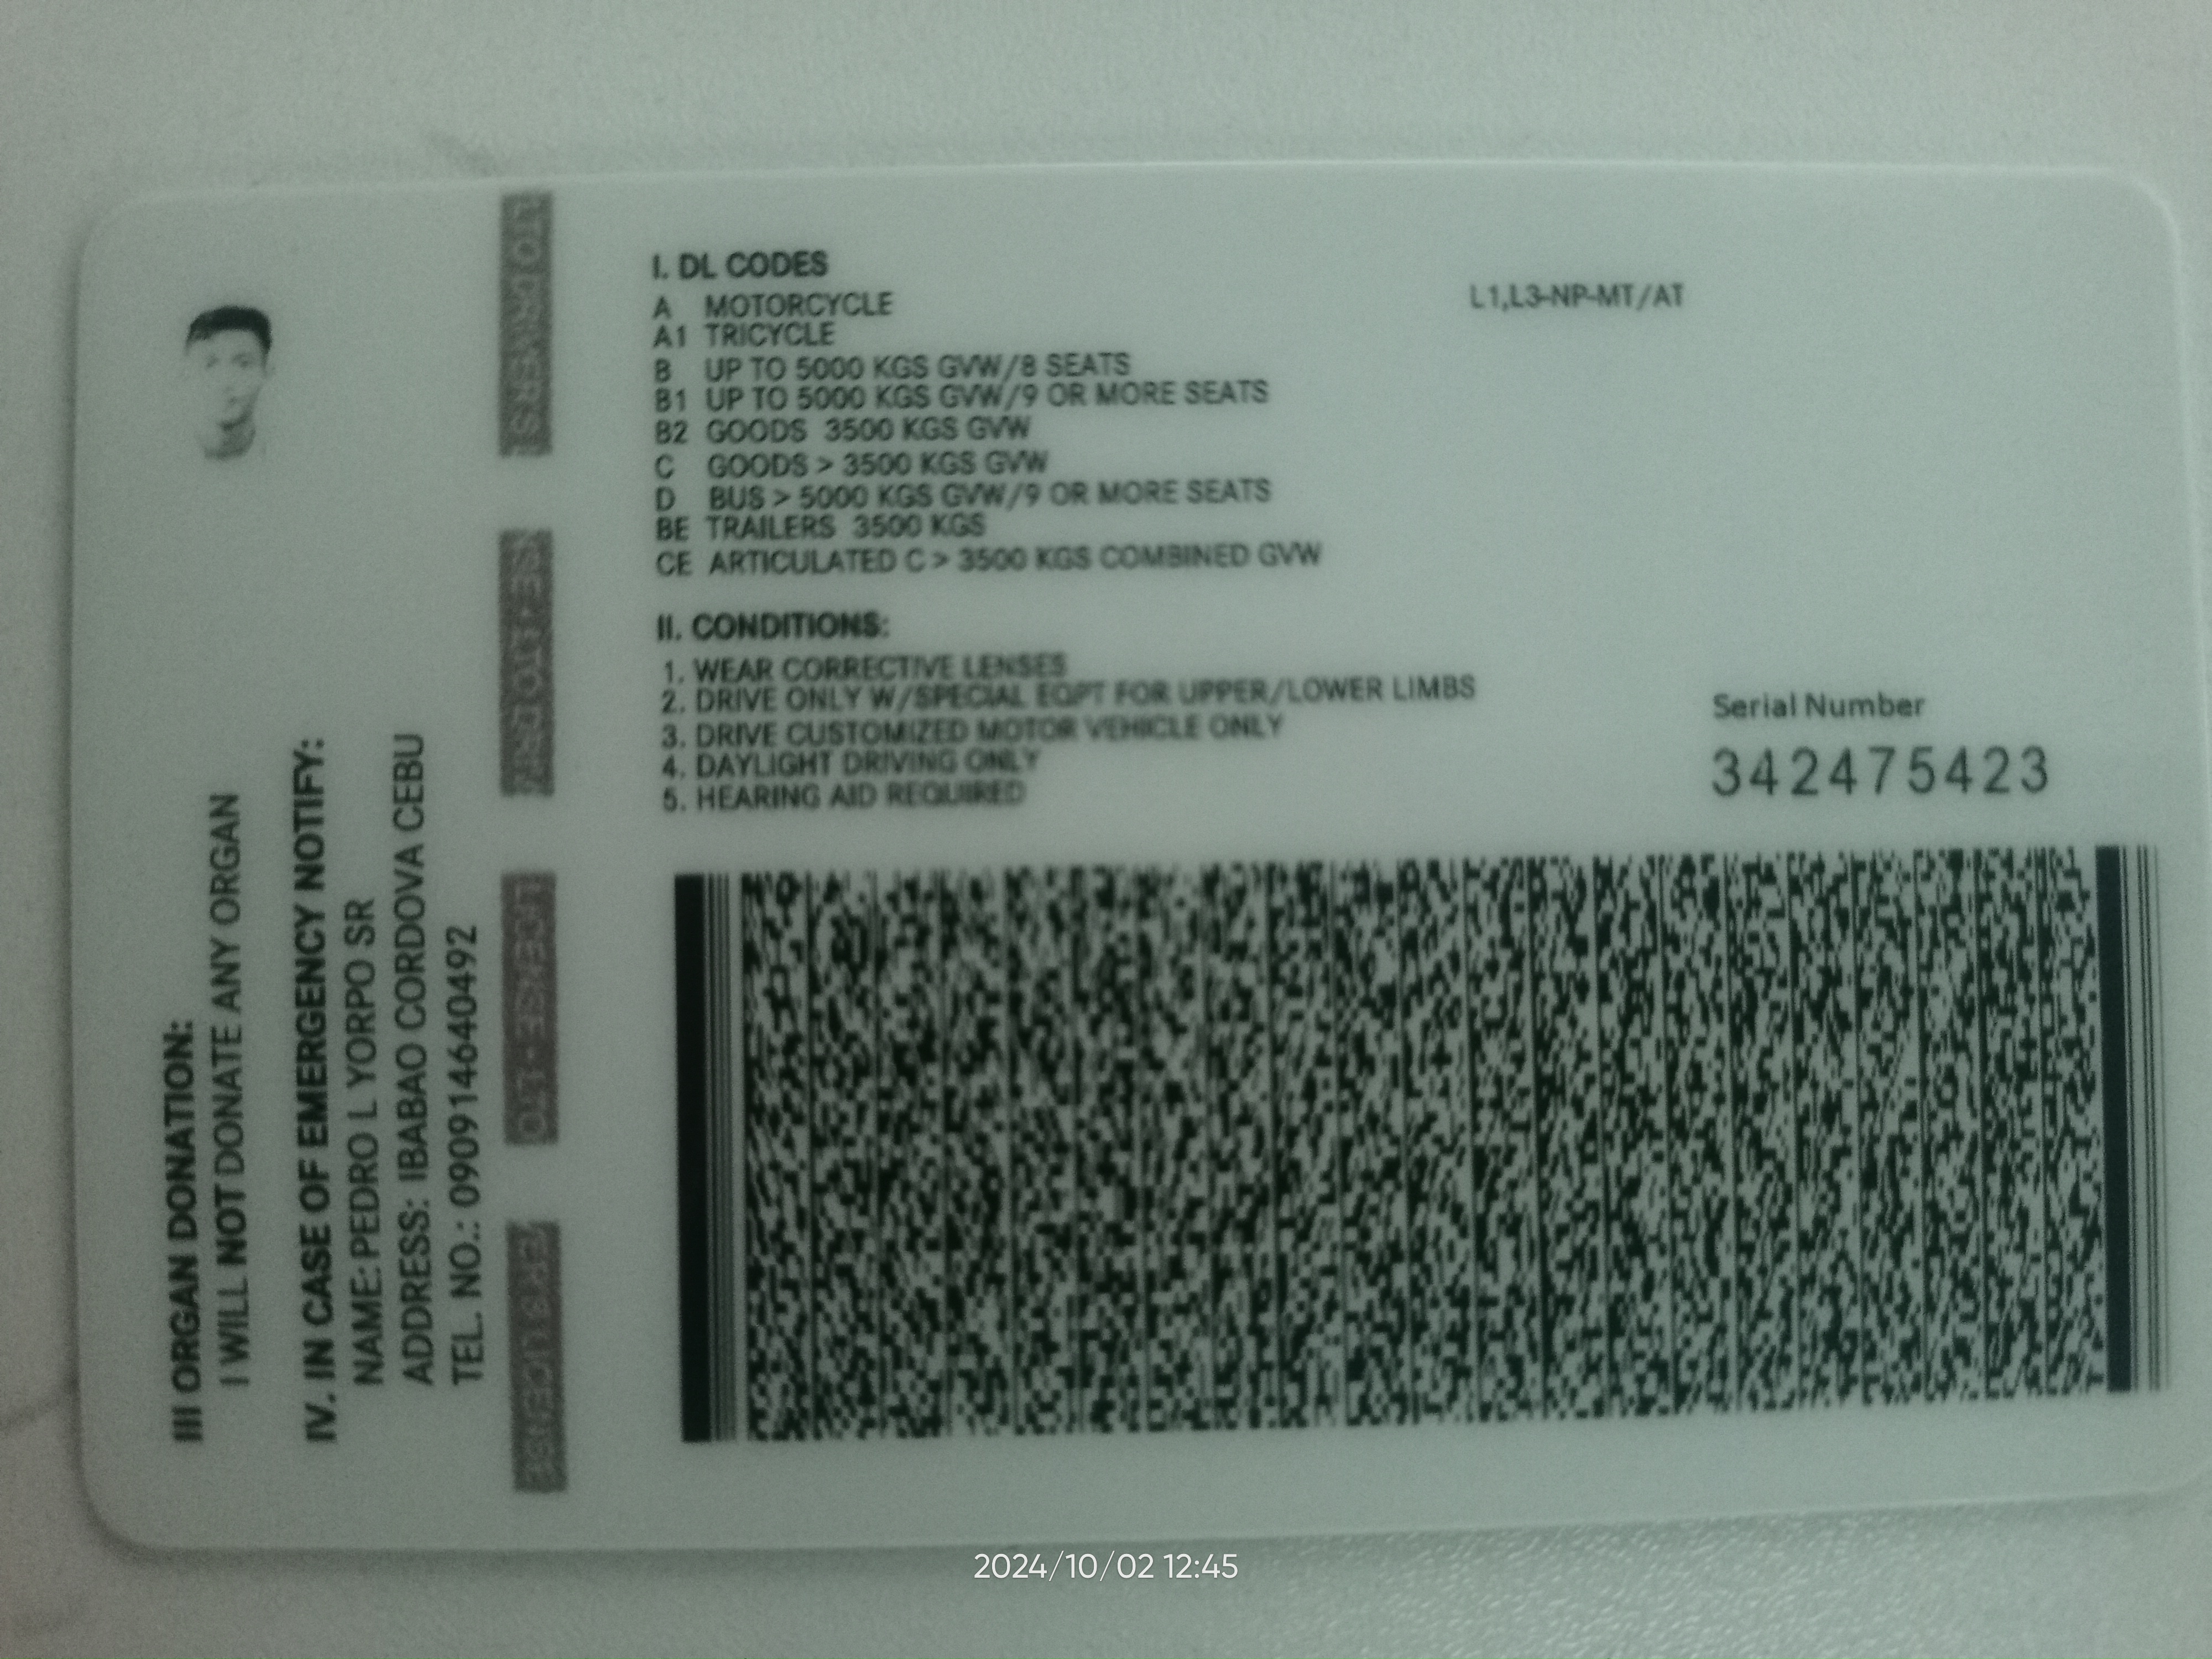 I. DL CODES
A MOTORCYCLE
A1 TRICYCLE
B UP TO 5000 KGS GVW/8 SEATS
B1 UP TO 5000 KGS GVW/9 OR MORE SEATS
B2 GOODS 3500 KGS GVW
C GOODS > 3500 KGS GVW
D BUS > 5000 KGS GVW/9 OR MORE SEATS
BE TRAILERS 3500 KGS
CE ARTICULATED C > 3500 KGS COMBINED GVW
L1,L3-NP-MT/AT
II. CONDITIONS:
1. WEAR CORRECTIVE LENSES
2. DRIVE ONLY W/SPECIAL EQPT FOR UPPER/LOWER LIMBS
3. DRIVE CUSTOMIZED MOTOR VEHICLE ONLY
4. DAYLIGHT DRIVING ONLY
5. HEARING AID REQUIRED
Serial Number
342475423
III ORGAN DONATION:
I WILL NOT DONATE ANY ORGAN
IV. IN CASE OF EMERGENCY NOTIFY:
NAME: PEDRO L YORPO SR
ADDRESS: IBABAO CORDOVA CEBU
TEL. NO.: 09091464 0492
2024/10/02 12:45